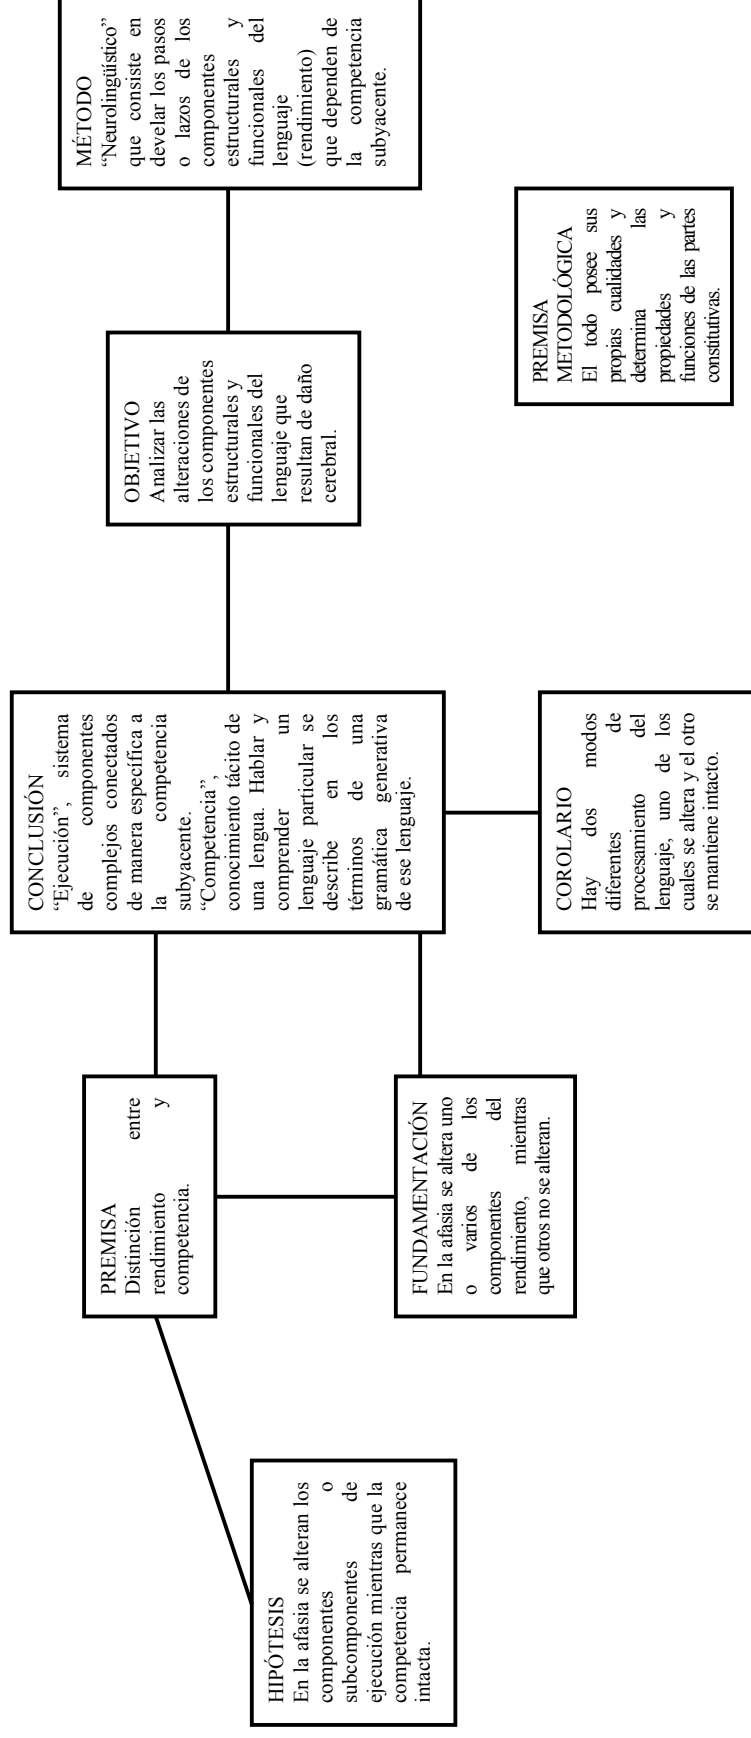 HIPÓTESIS
En la afasia se alteran los
componentes o
subcomponentes de
ejecución mientras que la
competencia permanece
intacta.
PREMISA
Distinción entre
rendimiento y
competencia.
FUNDAMENTACIÓN
En la afasia se altera uno
o varios de los
componentes del
rendimiento, mientras
que otros no se alteran.
CONCLUSIÓN
“Ejecución”, sistema
de componentes
complejos conectados
de manera específica a
la competencia
subyacente.
“Competencia”,
conocimiento tácito de
una lengua. Hablar y
comprender un
lenguaje particular se
describe en los
términos de una
gramática generativa
de ese lenguaje.
COROLARIO
Hay dos modos
diferentes de
procesamiento del
lenguaje, uno de los
cuales se altera y el otro
se mantiene intacto.
OBJETIVO
Analizar las
alteraciones de
los componentes
estructurales y
funcionales del
lenguaje que
resultan de daño
cerebral.
MÉTODO
“Neurolingüístico”
que consiste en
develar los pasos
o lazos de los
componentes
estructurales y
funcionales del
lenguaje
(rendimiento)
que dependen de
la competencia
subyacente.
PREMISA
METODOLÓGICA
El todo posee sus
propias cualidades y
determina las
propiedades y
funciones de las partes
constitutivas.